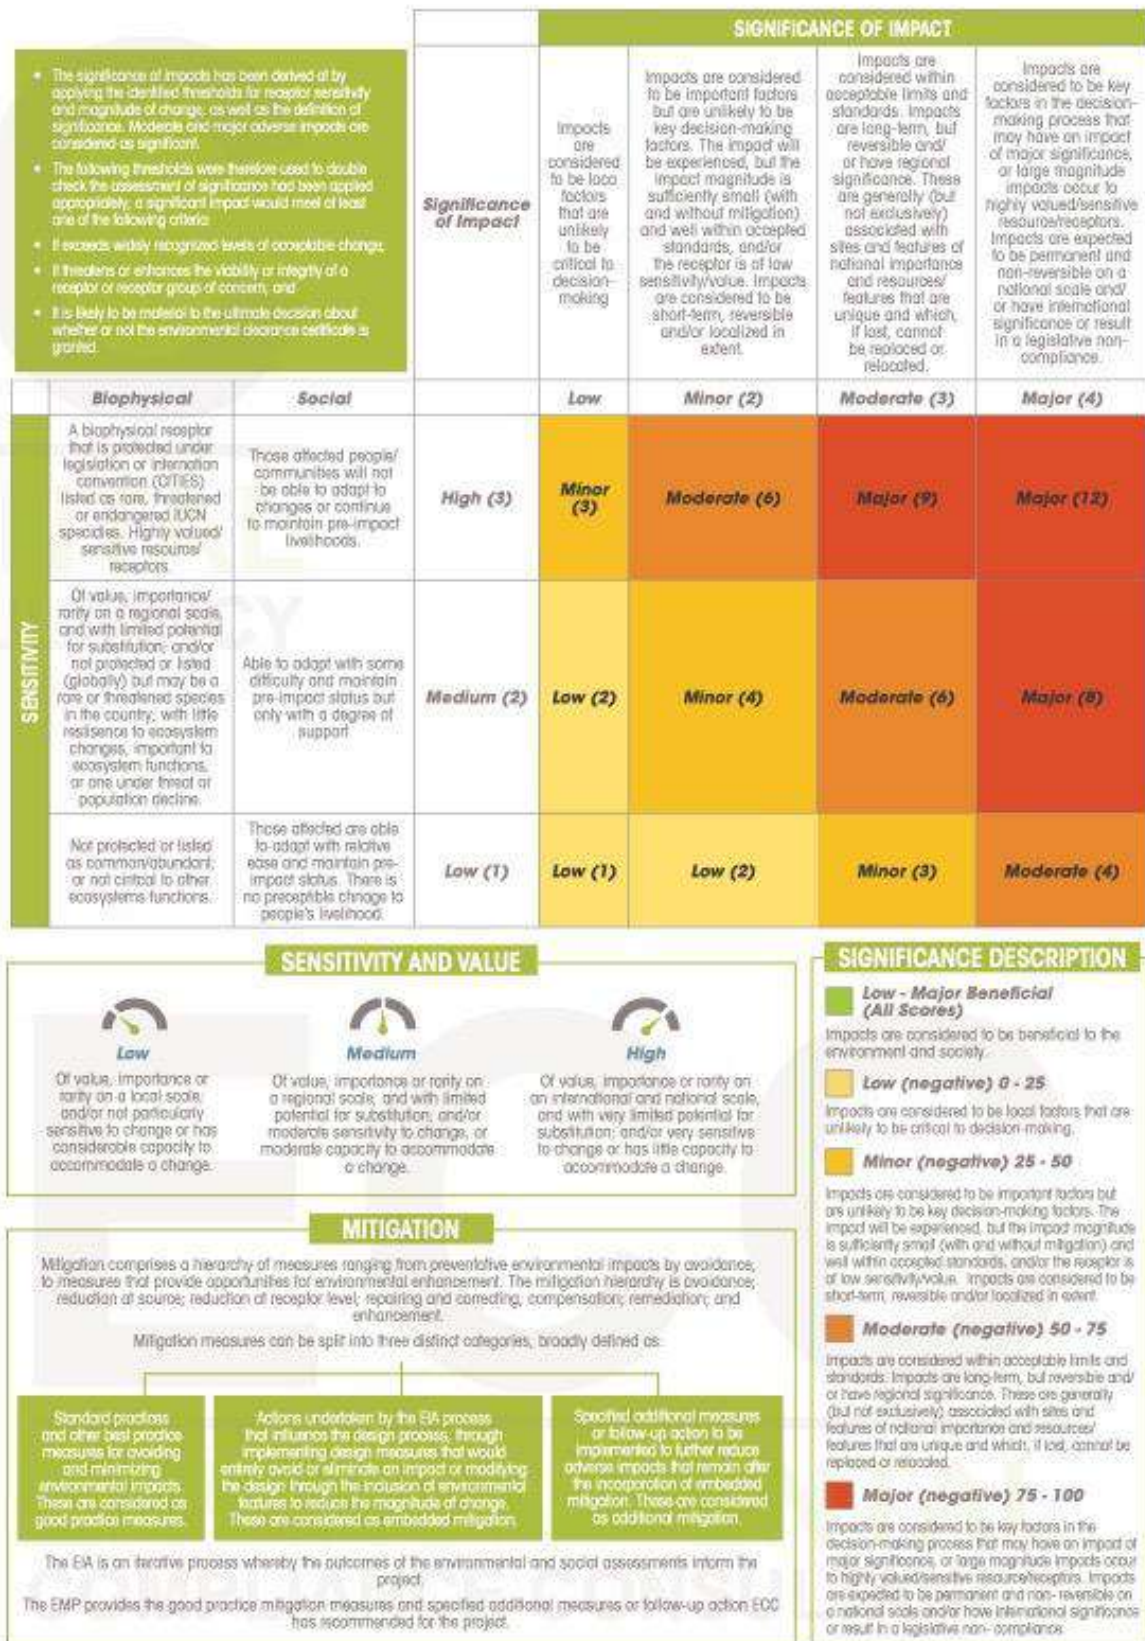 SIGNIFICANCE OF IMPACT
• The significance of impacts has been derived at by
applying the identified thresholds for receptor sensitivity
and magnitude of change, as well as the definition of
significance. Moderate and major adverse impacts are
considered as significant.
• The following thresholds were therefore used to double
check the assessment of significance had been applied
appropriately; a significant impact would meet at least
one of the following criteria:
• It exceeds widely recognized levels of acceptable change;
• It threatens or enhances the viability or integrity of a
receptor or receptor group of concern; and
• It is likely to be material to the ultimate decision about
whether or not the environmental clearance certificate is
granted.
Significance
of Impact
Impacts
are
considered
to be loca
factors
that are
unlikely
to be
critical to
decision-
making
Impacts are considered
to be important factors
but are unlikely to be
key decision-making
factors. The impact will
be experienced, but the
impact magnitude is
sufficiently small (with
and without mitigation)
and well within accepted
standards, and/or
the receptor is of low
sensitivity/value. Impacts
are considered to be
short-term, reversible
and/or localized in
extent.
Impacts are
considered within
acceptable limits and
standards. Impacts
are long-term, but
reversible and/
or have regional
significance. These
are generally (but
not exclusively)
associated with
sites and features of
national importance
and resources/
features that are
unique and which,
if lost, cannot
be replaced or
relocated.
Impacts are
considered to be key
factors in the decision-
making process that
may have an impact
of major significance,
or large magnitude
impacts occur to
highly valued/sensitive
resource/receptors.
Impacts are expected
to be permanent and
non-reversible on a
national scale and/
or have international
significance or result
in a legislative non-
compliance.
Biophysical
Social
Low
Minor (2)
Moderate (3)
Major (4)
SENSITIVITY
A biophysical receptor
that is protected under
legislation or internation
convention (CITIES)
listed as rare, threatened
or endangered IUCN
specidies. Highly valued/
sensitive resource/
receptors
Those affected people/
communities will not
be able to adapt to
changes or continue
to maintain pre-impact
livelihoods.
High (3)
Minor
(3)
Moderate (6)
Major (9)
Major (12)
Of value, importance/
rarity on a regional scale,
and with limited potential
for substitution; and/or
not protected or listed
(globally) but may be a
rare or threatened species
in the country; with little
resilisence to ecosystem
changes, important to
ecosystem functions,
or one under threat or
population decline.
Able to adapt with some
difficulty and maintain
pre-impact status but
only with a degree of
support
Medium (2)
Low (2)
Minor (4)
Moderate (6)
Major (8)
Not protected or listed
as common/abundant;
or not ciritcal to other
ecosystems functions.
Those affected are able
to adapt with relative
ease and maintain pre-
impact status. There is
no preceptible chnage to
people's livelihood
Low (1)
Low (1)
Low (2)
Minor (3)
Moderate (4)
SENSITIVITY AND VALUE
Low
Of value, importance or
rarity on a local scale;
and/or not particularly
sensitive to change or has
considerable capacity to
accommodate a change.
Medium
Of value, importance or rarity on
a regional scale, and with limited
potential for substitution; and/or
moderate sensitivity to change, or
moderate capacity to accommodate
a change.
High
Of value, importance or rarity on
an international and national scale,
and with very limited potential for
substitution; and/or very sensitive
to change or has little capacity to
accommodate a change.
MITIGATION
Mitigation comprises a hierarchy of measures ranging from preventative environmental impacts by avoidance,
to measures that provide opportunities for environmental enhancement. The mitigation hierarchy is avoidance;
reduction at source; reduction at receptor level; repairing and correcting; compensation; remediation; and
enhancement.
Mitigation measures can be split into three distinct categories, broadly defined as:
Standard practices
and other best practice
measures for avoiding
and minimizing
environmental impacts.
These are considered as
good practice measures.
Actions undertaken by the EIA process
that influence the design process, through
implementing design measures that would
entirely avoid or eliminate an impact or modifying
the design through the inclusion of environmental
features to reduce the magnitude of change.
These are considered as embedded mitigation.
Specified additional measures
or follow-up action to be
implemented to further reduce
adverse impacts that remain after
the incorporation of embedded
mitigation. These are considered
as additional mitigation.
The EIA is an iterative process whereby the outcomes of the environmental and social assessments inform the
project.
The EMP provides the good practice mitigation measures and specified additional measures or follow-up action ECC
has recommended for the project.
SIGNIFICANCE DESCRIPTION
Low - Major Beneficial
(All Scores)
Impacts are considered to be beneficial to the
environment and society.
Low (negative) 0 - 25
Impacts are considered to be local factors that are
unlikely to be critical to decision-making.
Minor (negative) 25 - 50
Impacts are considered to be important factors but
are unlikely to be key decision-making factors. The
impact will be experienced, but the impact magnitude
is sufficiently small (with and without mitigation) and
well within accepted standards, and/or the receptor is
of low sensitivity/value. Impacts are considered to be
short-term, reversible and/or localized in extent.
Moderate (negative) 50 - 75
Impacts are considered within acceptable limits and
standards. Impacts are long-term, but reversible and/
or have regional significance. These are generally
(but not exclusively) associated with sites and
features of national importance and resources/
features that are unique and which, if lost, cannot be
replaced or relocated.
Major (negative) 75 - 100
Impacts are considered to be key factors in the
decision-making process that may have an impact of
major significance, or large magnitude impacts occur
to highly valued/sensitive resource/receptors. Impacts
are expected to be permanent and non- reversible on
a national scale and/or have international significance
or result in a legislative non- compliance.